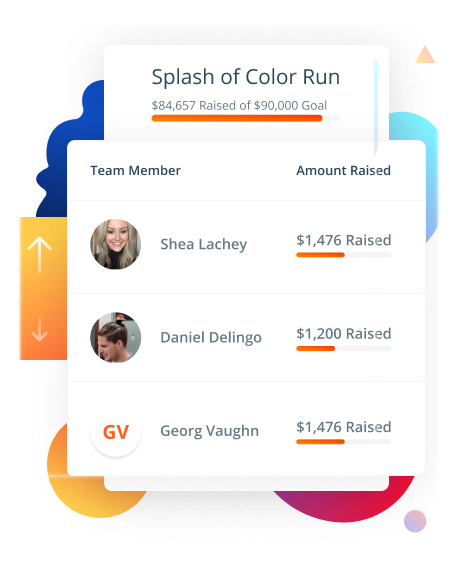 Splash of Color Run
$84,657 Raised of $90,000 Goal
Team Member Amount Raised
Shea Lachey $1,476 Raised
Daniel Delingo $1,200 Raised
GV Georg Vaughn $1,476 Raised